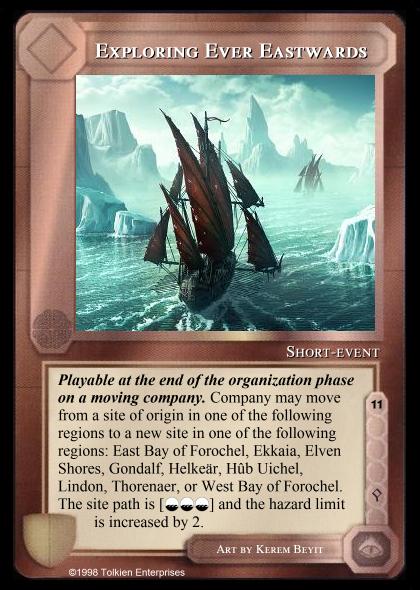 EXPLORING EVER EASTWARDS
SHORT-EVENT
Playable at the end of the organization phase
on a moving company. Company may move
from a site of origin in one of the following
regions to a new site in one of the following
regions: East Bay of Forochel, Ekkaia, Elven
Shores, Gondalf, Helkeär, Hûb Uichel,
Lindon, Thorenaer, or West Bay of Forochel.
The site path is [ ] and the hazard limit
is increased by 2.
11
ART BY KEREM BEYIT
©1998 Tolkien Enterprises